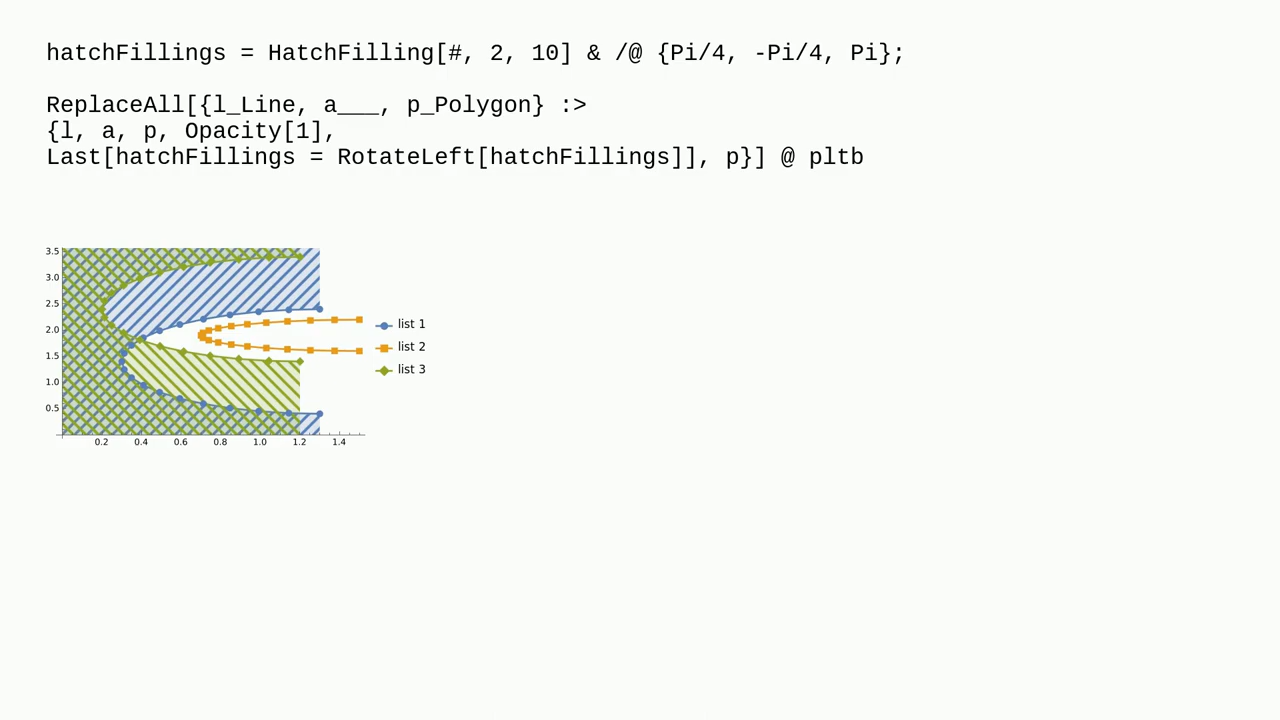 hatchFillings = HatchFilling[#, 2, 10] & /@ {Pi/4, -Pi/4, Pi};
ReplaceAll[{l_Line, a___, p_Polygon} :>
{l, a, p, Opacity[1],
Last[hatchFillings = RotateLeft[hatchFillings]], p}] @ pltb
3.5
3.0
2.5
2.0
1.5
1.0
0.5
0.2 0.4 0.6 0.8 1.0 1.2 1.4
list 1
list 2
list 3